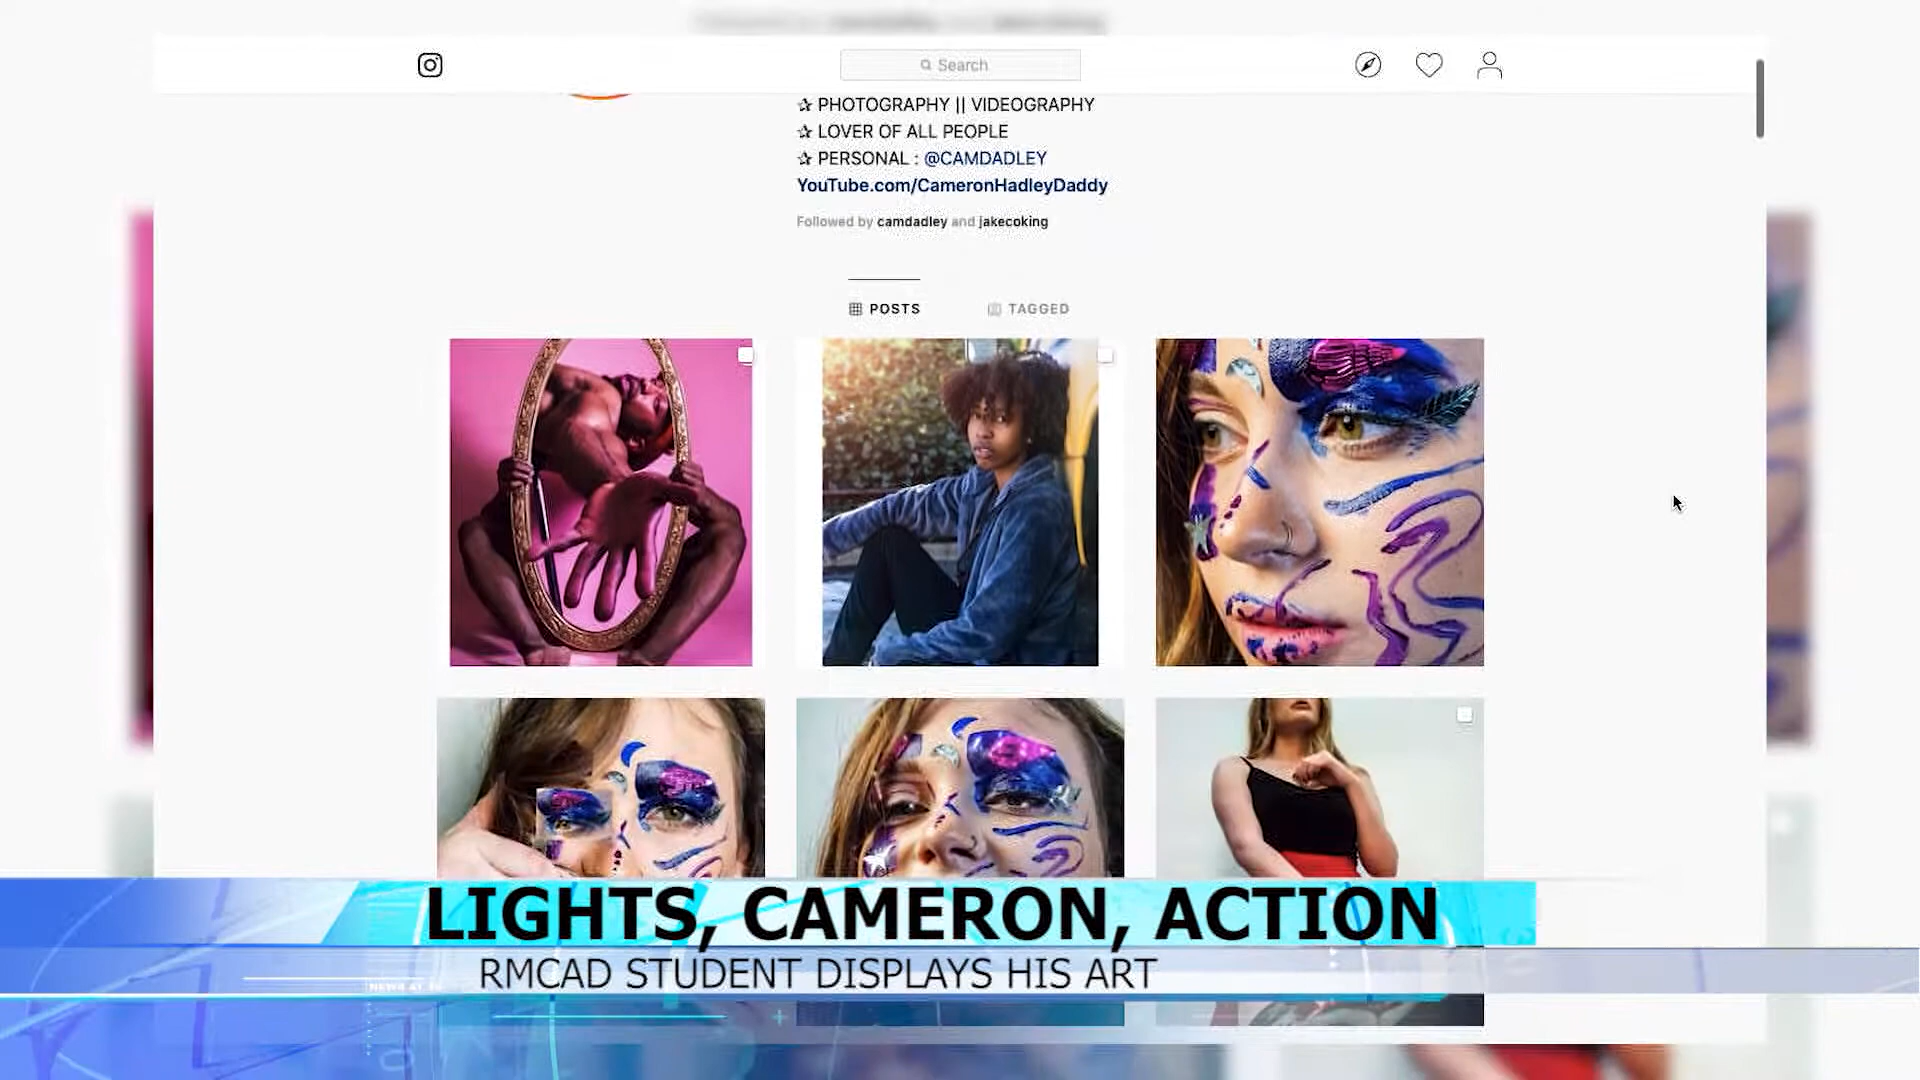 Search
✰ PHOTOGRAPHY || VIDEOGRAPHY
✰ LOVER OF ALL PEOPLE
✰ PERSONAL : @CAMDADLEY
YouTube.com/CameronHadleyDaddy
Followed by camdadley and jakecoking
POSTS TAGGED
LIGHTS, CAMERON, ACTION
RMCAD STUDENT DISPLAYS HIS ART